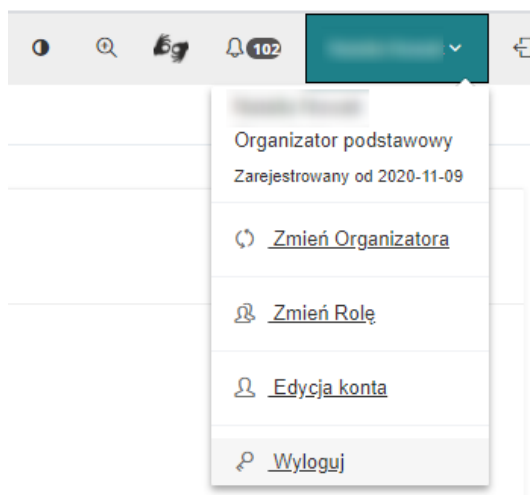 102
Organizator podstawowy
Zarejestrowany od 2020-11-09
Zmień Organizatora
Zmień Rolę
Edycja konta
Wyloguj